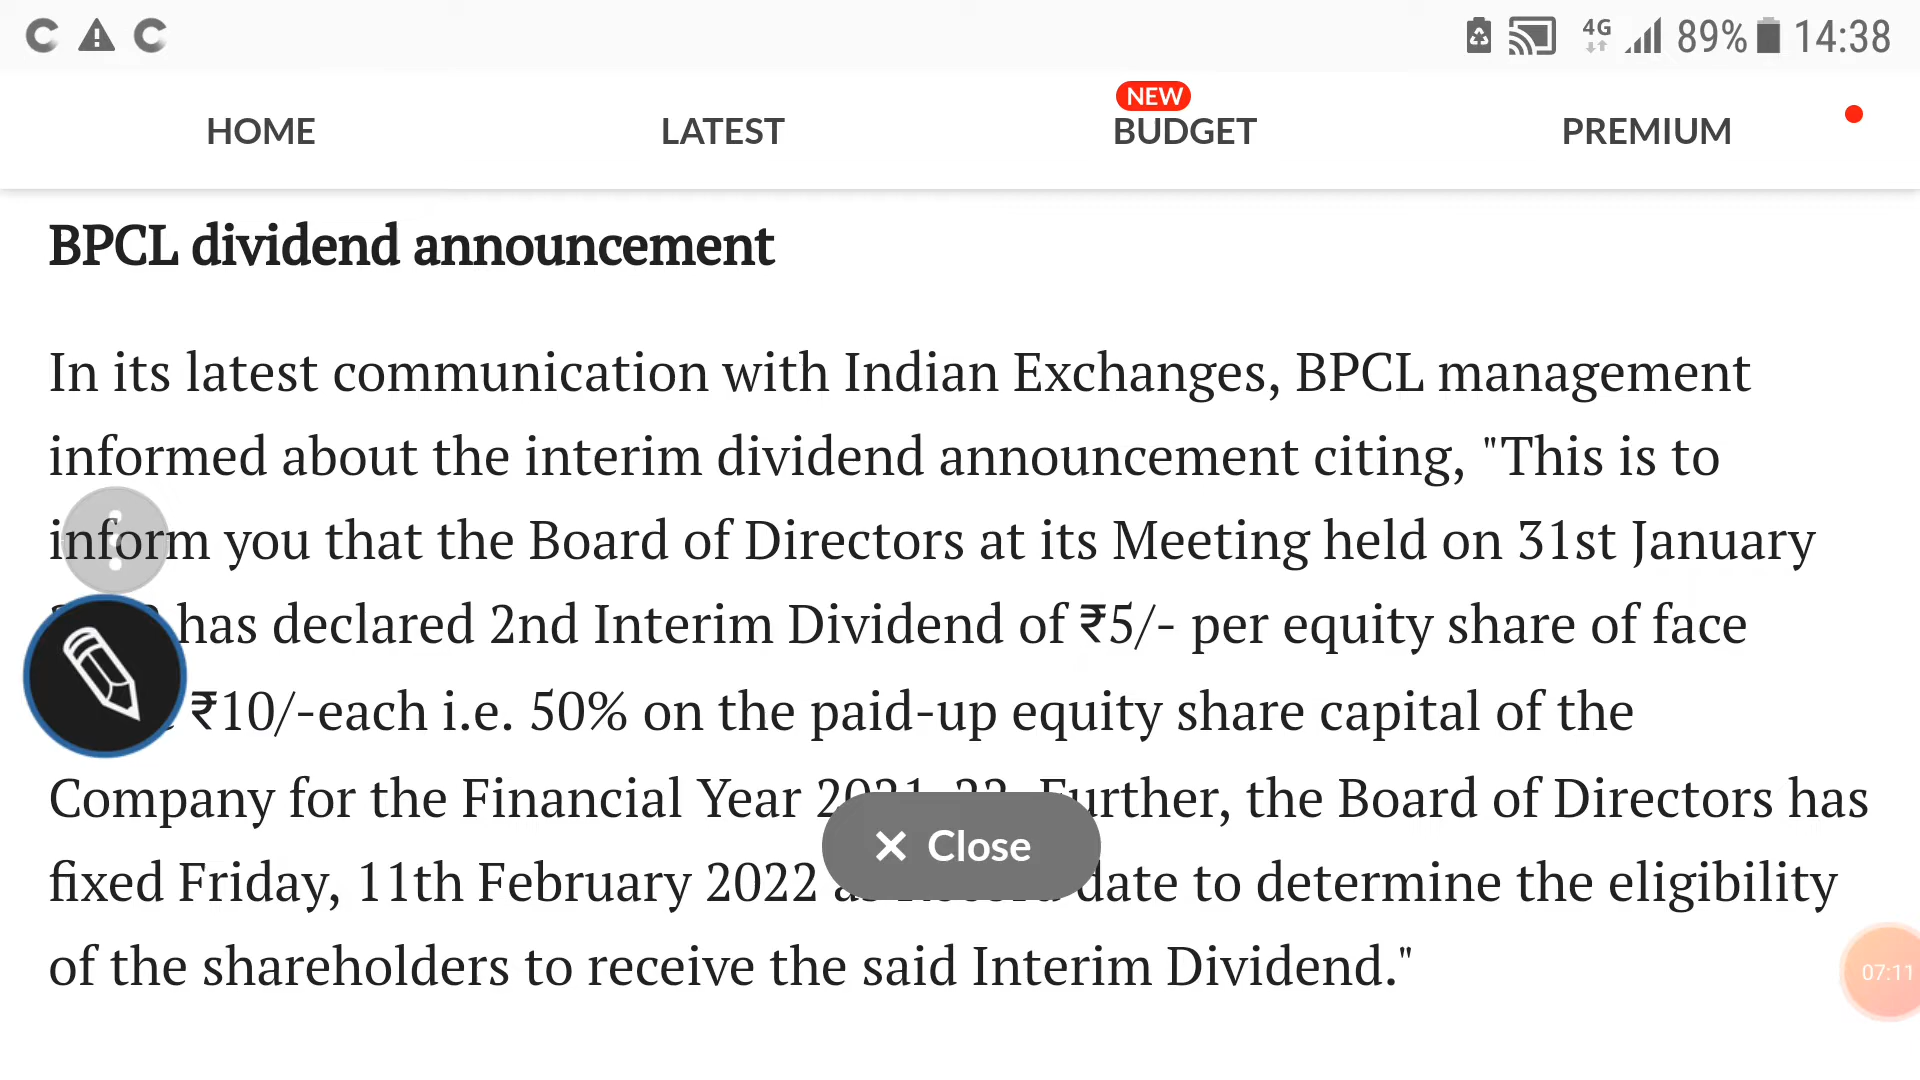 4G 89% 14:38
HOME LATEST NEW BUDGET PREMIUM
BPCL dividend announcement
In its latest communication with Indian Exchanges, BPCL management
informed about the interim dividend announcement citing, "This is to
inform you that the Board of Directors at its Meeting held on 31st January
has declared 2nd Interim Dividend of ₹5/- per equity share of face
₹10/-each i.e. 50% on the paid-up equity share capital of the
Company for the Financial Year 2021-22. Further, the Board of Directors has
✕ Close
fixed Friday, 11th February 2022 date to determine the eligibility
of the shareholders to receive the said Interim Dividend."
07:11